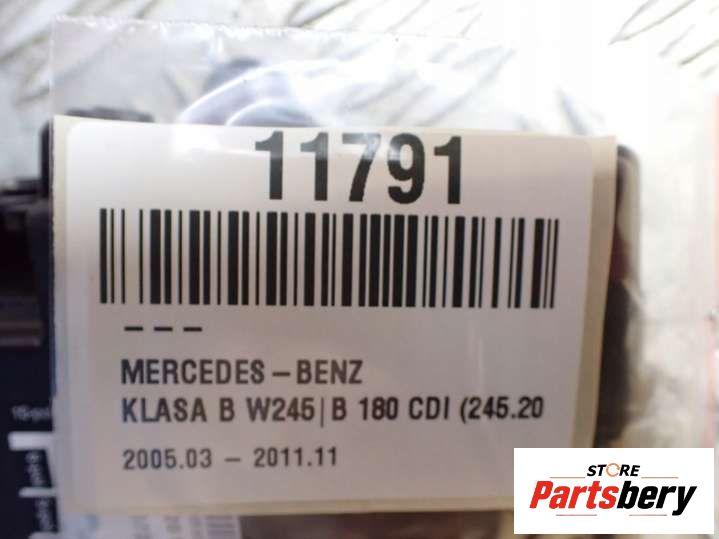 11791
– – –
MERCEDES – BENZ
KLASA B W245|B 180 CDI (245.20
2005.03 – 2011.11
STORE
Partsbery